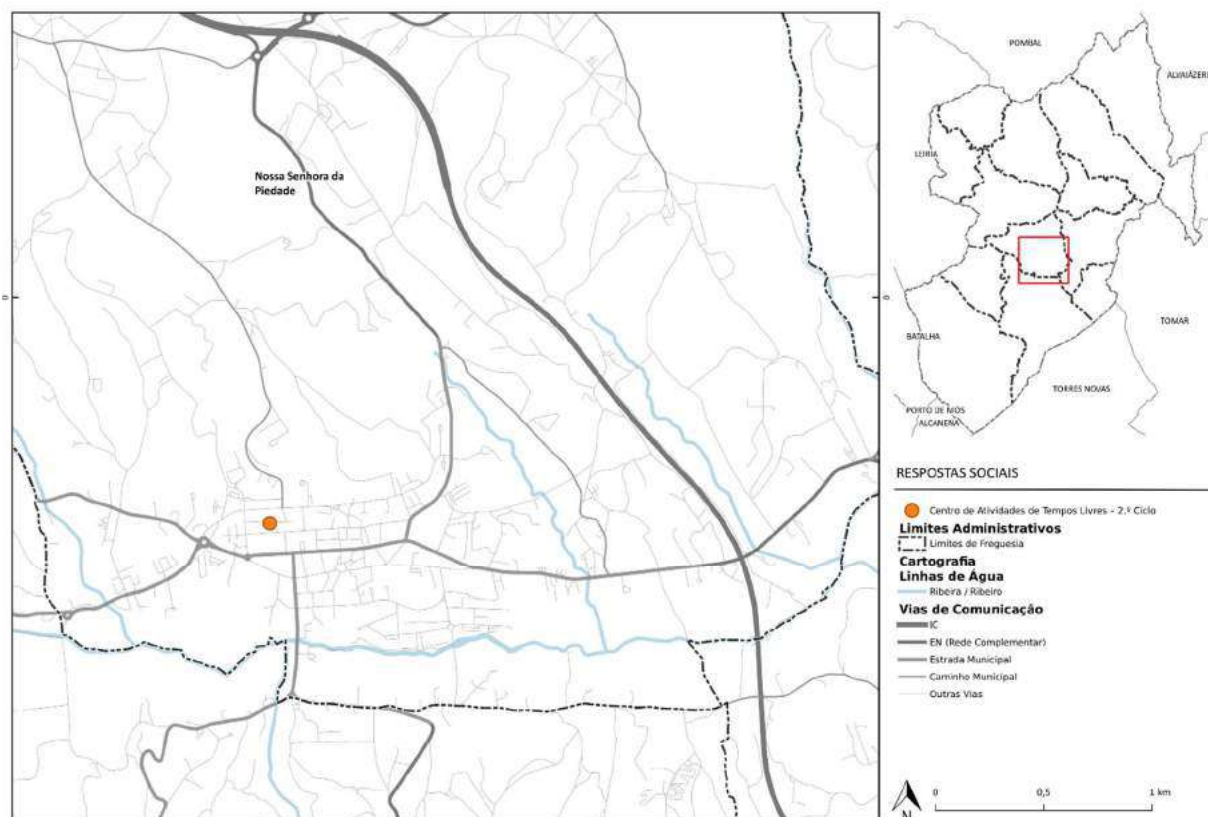 Nossa Senhora da
Piedade
0
0
POMBAL
ALVAIÁZERE
LEIRIA
BATALHA
TOMAR
TORRES NOVAS
PORTO DE MÓS
ALCANENA
RESPOSTAS SOCIAIS
Centro de Atividades de Tempos Livres – 2.º Ciclo
Limites Administrativos
Limites de Freguesia
Cartografia
Linhas de Água
Ribeira / Ribeiro
Vias de Comunicação
IC
EN (Rede Complementar)
Estrada Municipal
Caminho Municipal
Outras Vias
N
0 0,5 1 km